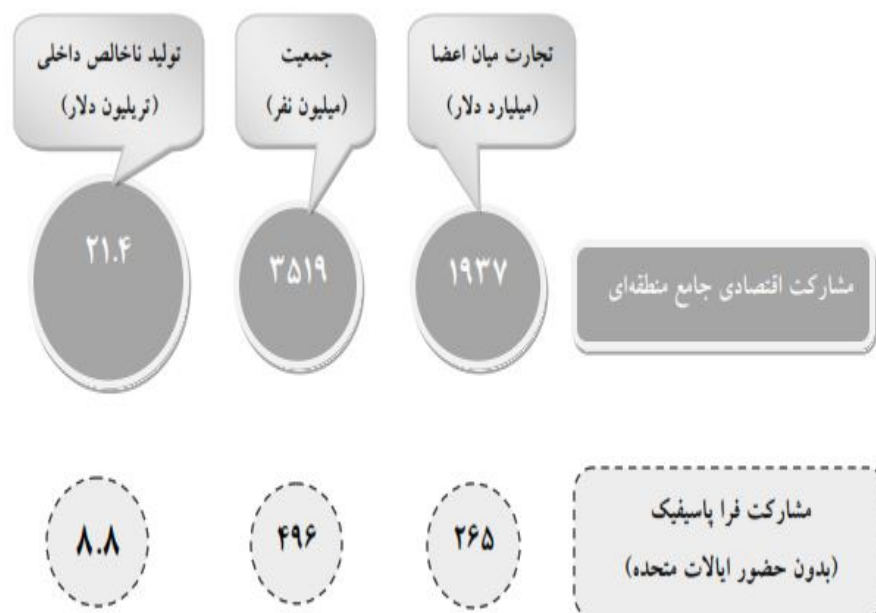 تجارت میان اعضا
(میلیارد دلار)
جمعیت
(میلیون نفر)
تولید ناخالص داخلی
(تریلیون دلار)
مشارکت اقتصادی جامع منطقه‌ای
۱۹۳۷
۳۵۱۹
۲۱.۴
مشارکت فرا پاسیفیک
(بدون حضور ایالات متحده)
۲۶۵
۴۹۶
۸.۸